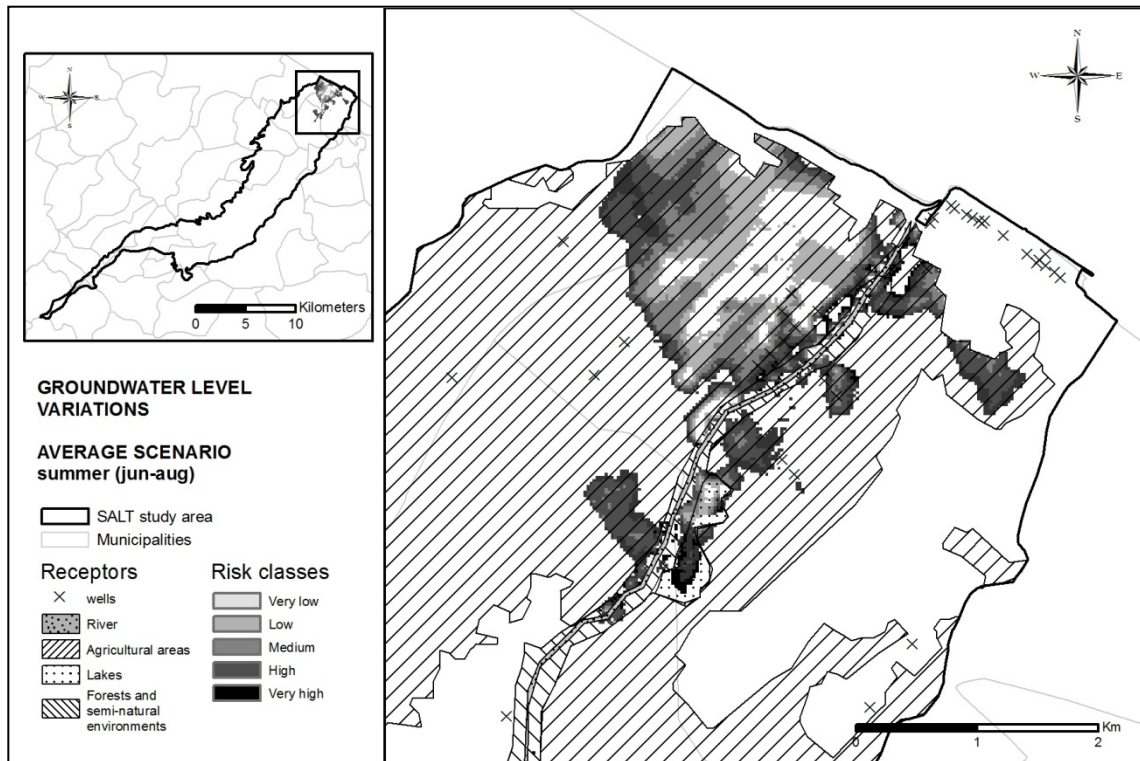 N
W E
S
Kilometers
0 5 10
GROUNDWATER LEVEL
VARIATIONS
AVERAGE SCENARIO
summer (jun-aug)
SALT study area
Municipalities
Receptors
wells
River
Agricultural areas
Lakes
Forests and
semi-natural
environments
Risk classes
Very low
Low
Medium
High
Very high
N
W E
S
Km
0 1 2